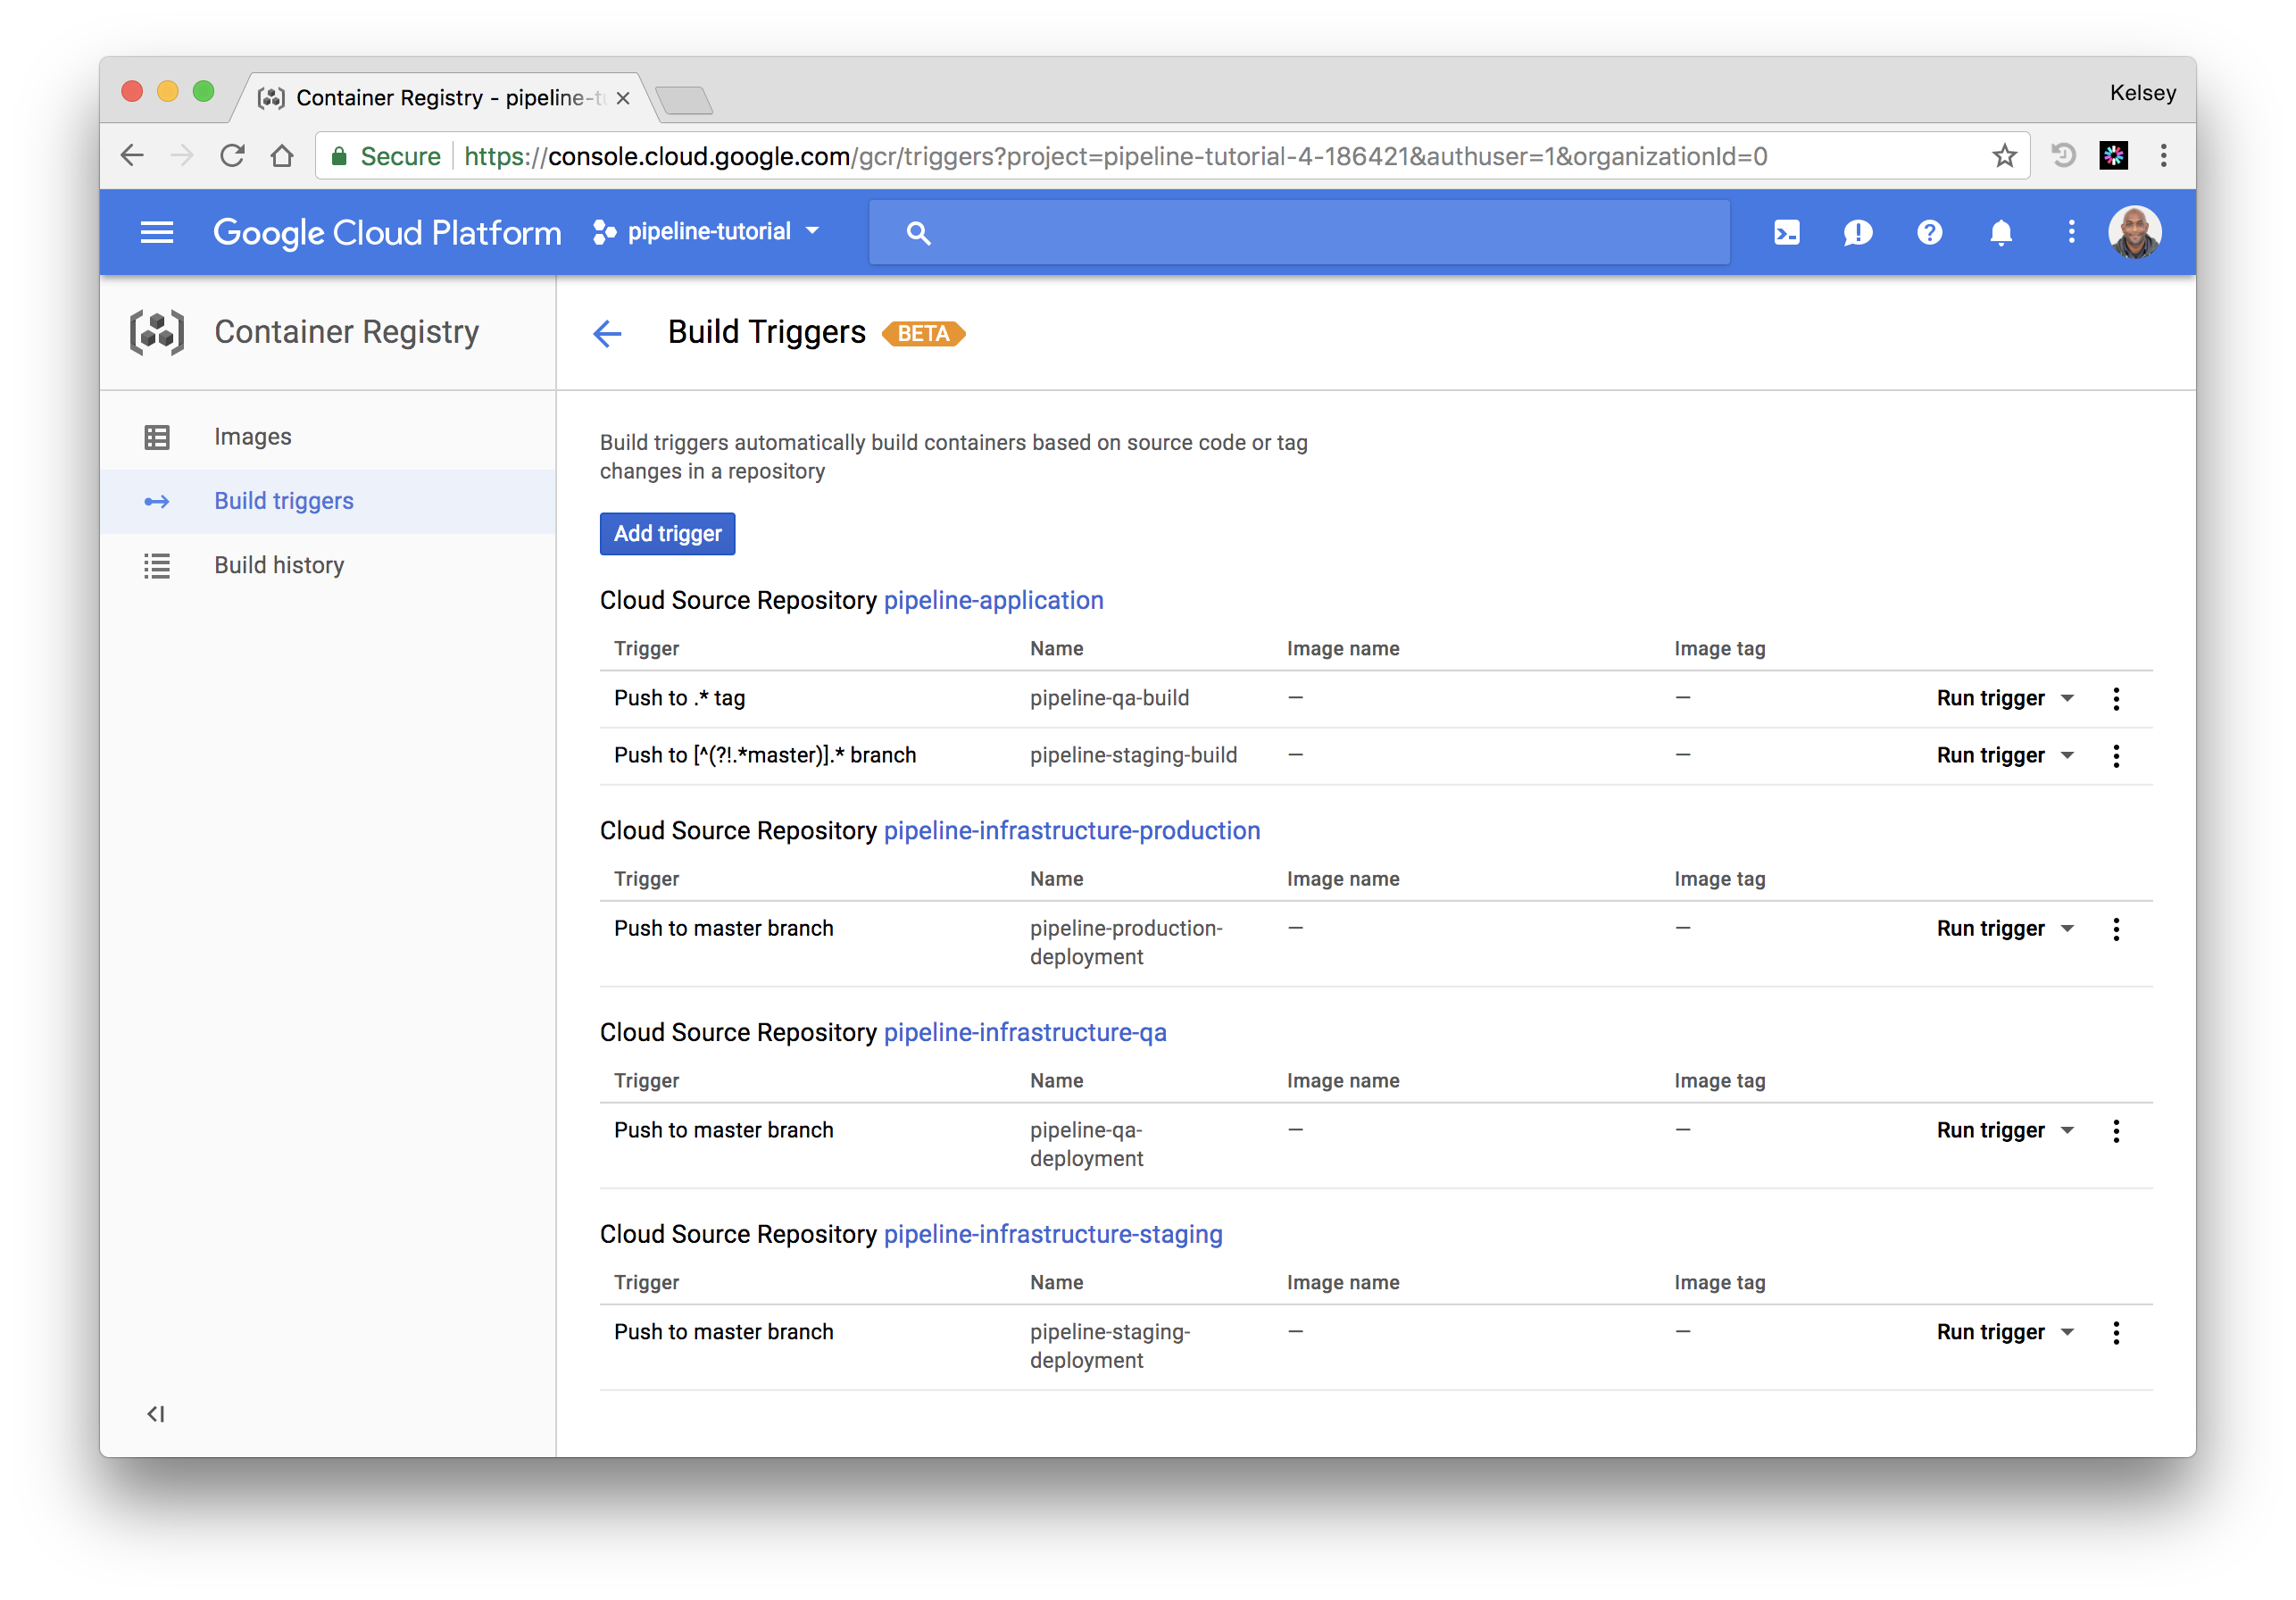 Container Registry - pipeline-tu
Kelsey
Secure https://console.cloud.google.com/gcr/triggers?project=pipeline-tutorial-4-186421&authuser=1&organizationId=0
Google Cloud Platform pipeline-tutorial
Container Registry
Build Triggers BETA
Images
Build triggers
Build history
Build triggers automatically build containers based on source code or tag
changes in a repository
Add trigger
Cloud Source Repository pipeline-application
Trigger Name Image name Image tag
Push to .* tag pipeline-qa-build — — Run trigger
Push to [^(?!.*master)].* branch pipeline-staging-build — — Run trigger
Cloud Source Repository pipeline-infrastructure-production
Trigger Name Image name Image tag
Push to master branch pipeline-production- — — Run trigger
deployment
Cloud Source Repository pipeline-infrastructure-qa
Trigger Name Image name Image tag
Push to master branch pipeline-qa- — — Run trigger
deployment
Cloud Source Repository pipeline-infrastructure-staging
Trigger Name Image name Image tag
Push to master branch pipeline-staging- — — Run trigger
deployment